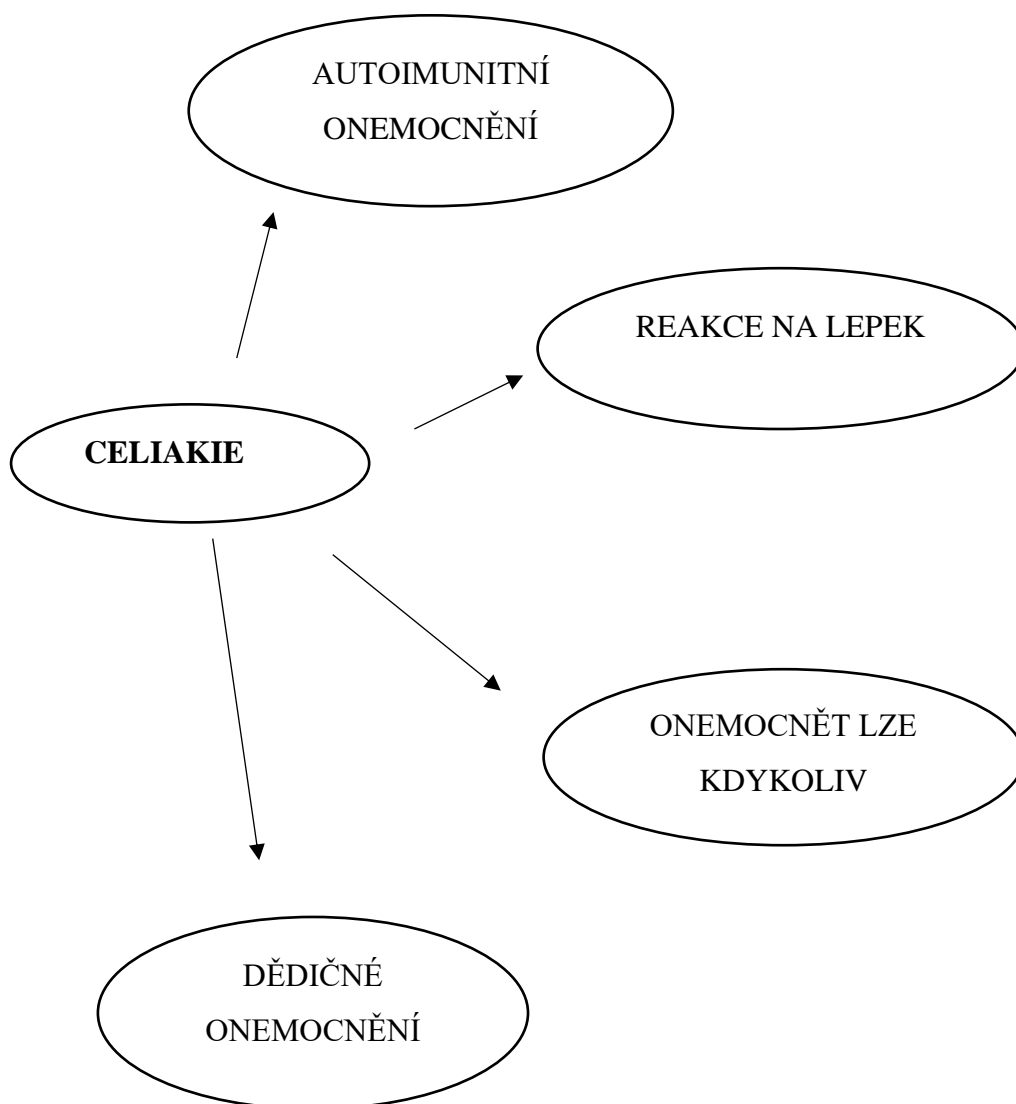 AUTOIMUNITNÍ
ONEMOCNĚNÍ
REAKCE NA LEPEK
CELIAKIE
ONEMOCNĚT LZE
KDYKOLIV
DĚDIČNÉ
ONEMOCNĚNÍ